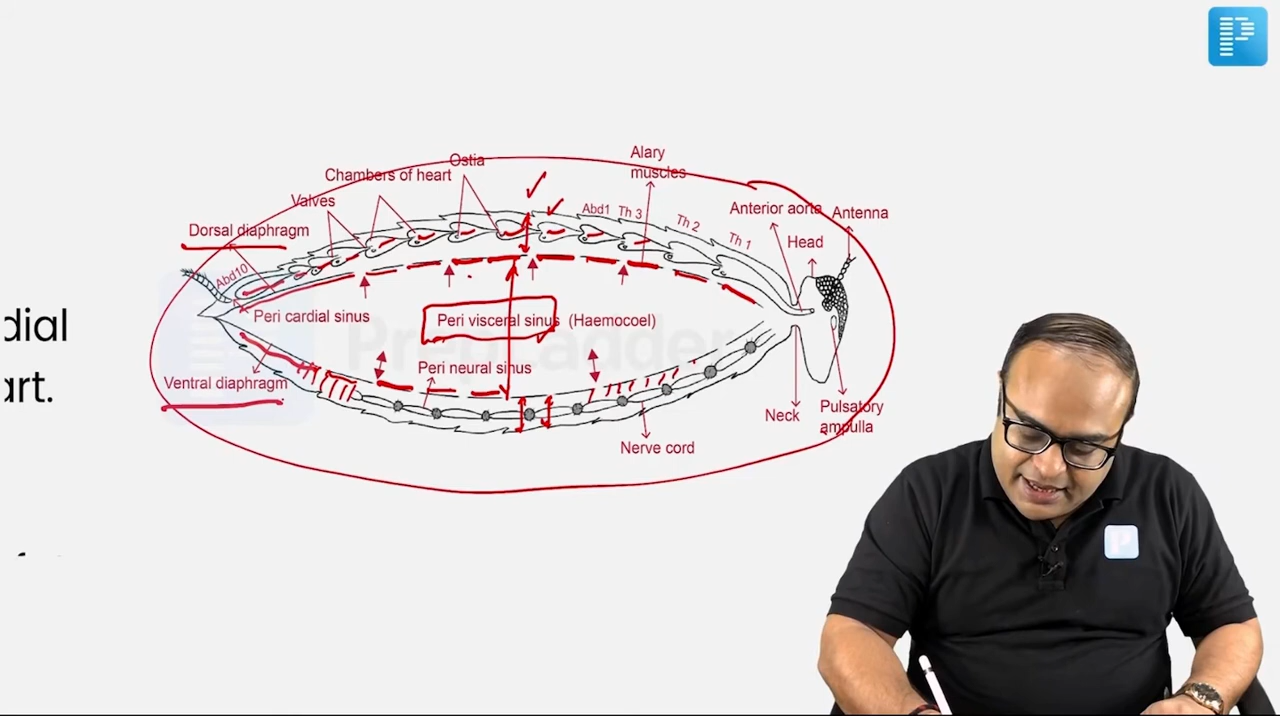 Ostia
Alary
muscles
Chambers of heart
Valves
Abd1 Th 3
Th 2
Anterior aorta
Antenna
Dorsal diaphragm
Th 1
Head
Abd10
Peri cardial sinus
Peri visceral sinus (Haemocoel)
dial
PrepLadder
Peri neural sinus
Ventral diaphragm
art.
Neck
Pulsatory
ampulla
Nerve cord